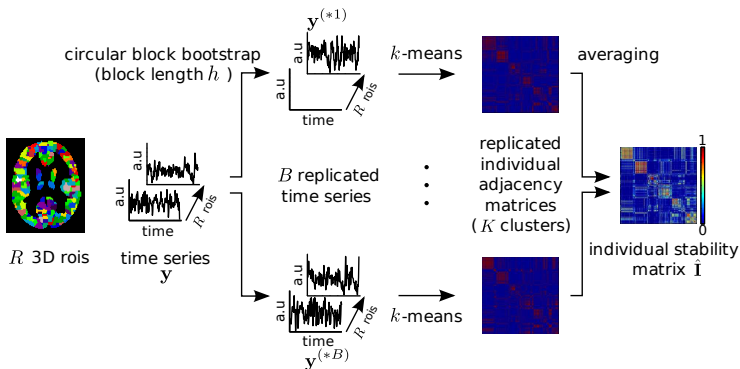 circular block bootstrap
(block length h )
a.u
a.u
time
R rois
y(*1)
k-means
averaging
R 3D rois
a.u
a.u
time
R rois
time series
y
B replicated
time series
replicated
individual
adjacency
matrices
( K clusters)
1
0
individual stability
matrix Î
a.u
a.u
time
R rois
y(*B)
k-means